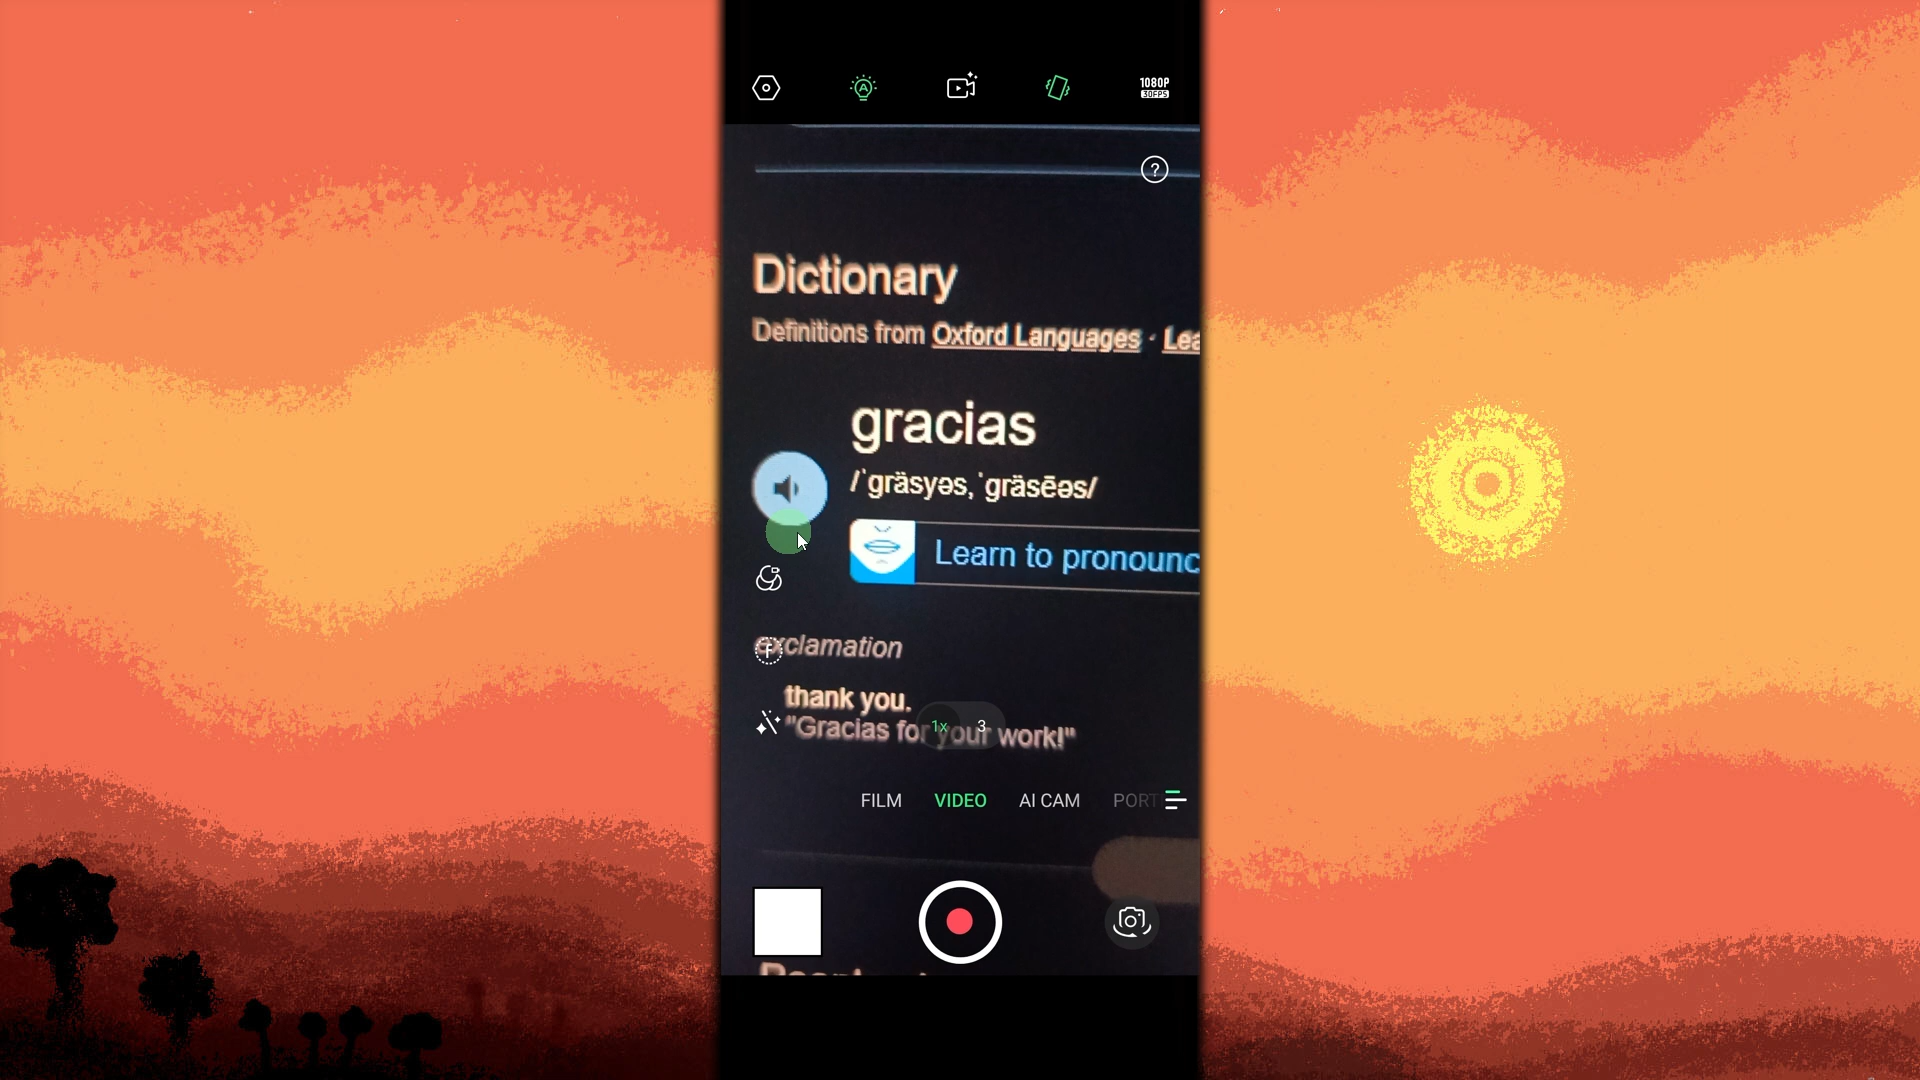 1080P
30FPS
?
Dictionary
Definitions from Oxford Languages ·
gracias
/ˈgräsyəs, ˈgräsēəs/
Learn to pronounc
exclamation
thank you.
"Gracias for your work!"
1x 3
FILM VIDEO AI CAM PORT